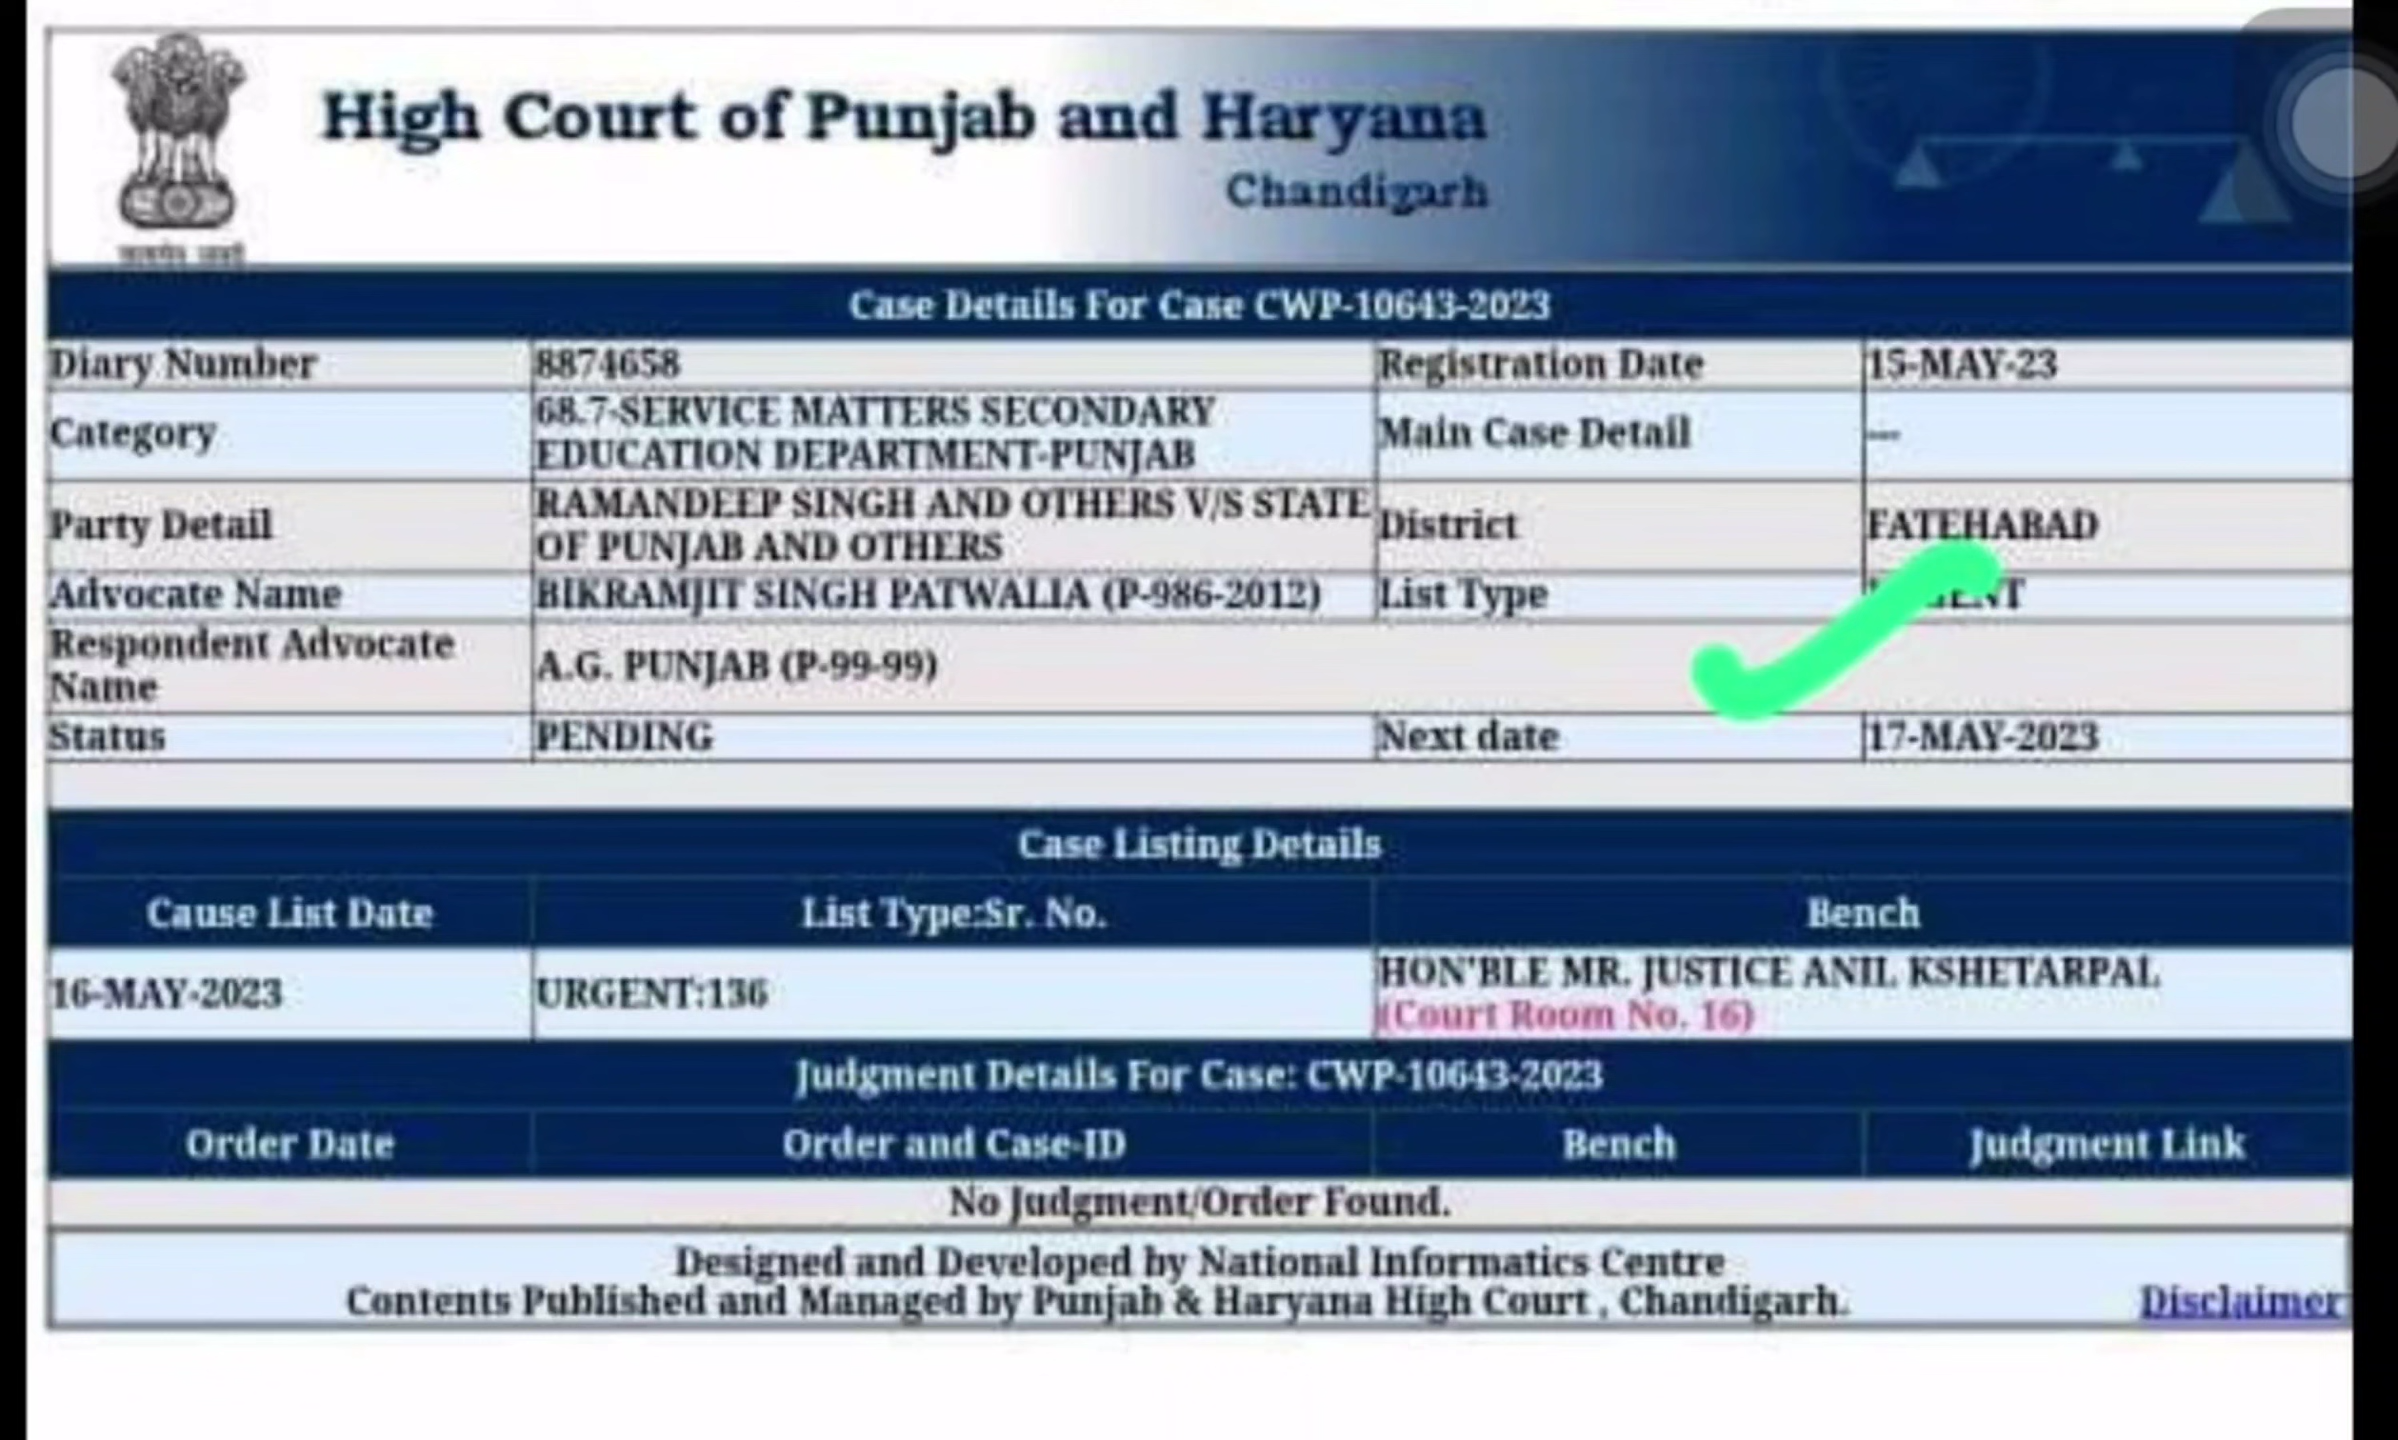 High Court of Punjab and Haryana
Chandigarh
Case Details For Case CWP-10643-2023
Diary Number 8874658 Registration Date 15-MAY-23
Category 68.7-SERVICE MATTERS SECONDARY EDUCATION DEPARTMENT-PUNJAB Main Case Detail ---
Party Detail RAMANDEEP SINGH AND OTHERS V/S STATE OF PUNJAB AND OTHERS District FATEHABAD
Advocate Name BIKRAMJIT SINGH PATWALIA (P-986-2012) List Type
Respondent Advocate Name A.G. PUNJAB (P-99-99)
Status PENDING Next date 17-MAY-2023
Case Listing Details
Cause List Date List Type:Sr. No. Bench
16-MAY-2023 URGENT:136 HON'BLE MR. JUSTICE ANIL KSHETARPAL
(Court Room No. 16)
Judgment Details For Case: CWP-10643-2023
Order Date Order and Case-ID Bench Judgment Link
No Judgment/Order Found.
Designed and Developed by National Informatics Centre
Contents Published and Managed by Punjab & Haryana High Court , Chandigarh. Disclaimer